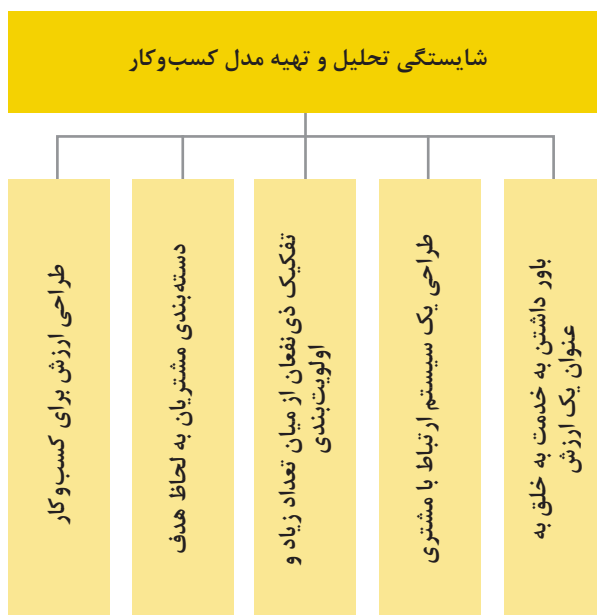 شایستگی تحلیل و تهیه مدل کسب‌وکار
باور داشتن به خدمت به خلق به
عنوان یک ارزش
طراحی یک سیستم ارتباط با مشتری
تفکیک ذی‌نفعان از میان تعداد زیاد و
اولویت‌بندی
دسته‌بندی مشتریان به لحاظ هدف
طراحی ارزش برای کسب‌وکار